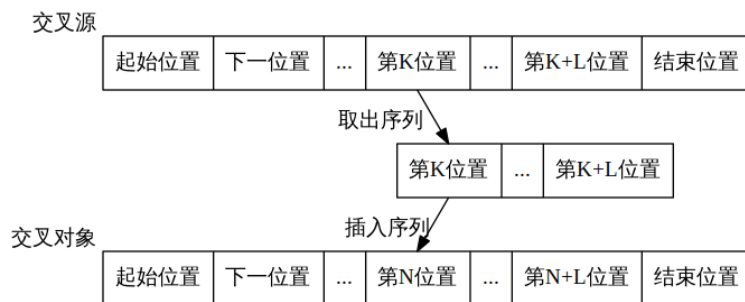 交叉源
起始位置 下一位置 ... 第K位置 ... 第K+L位置 结束位置
取出序列
第K位置 ... 第K+L位置
插入序列
交叉对象
起始位置 下一位置 ... 第N位置 ... 第N+L位置 结束位置